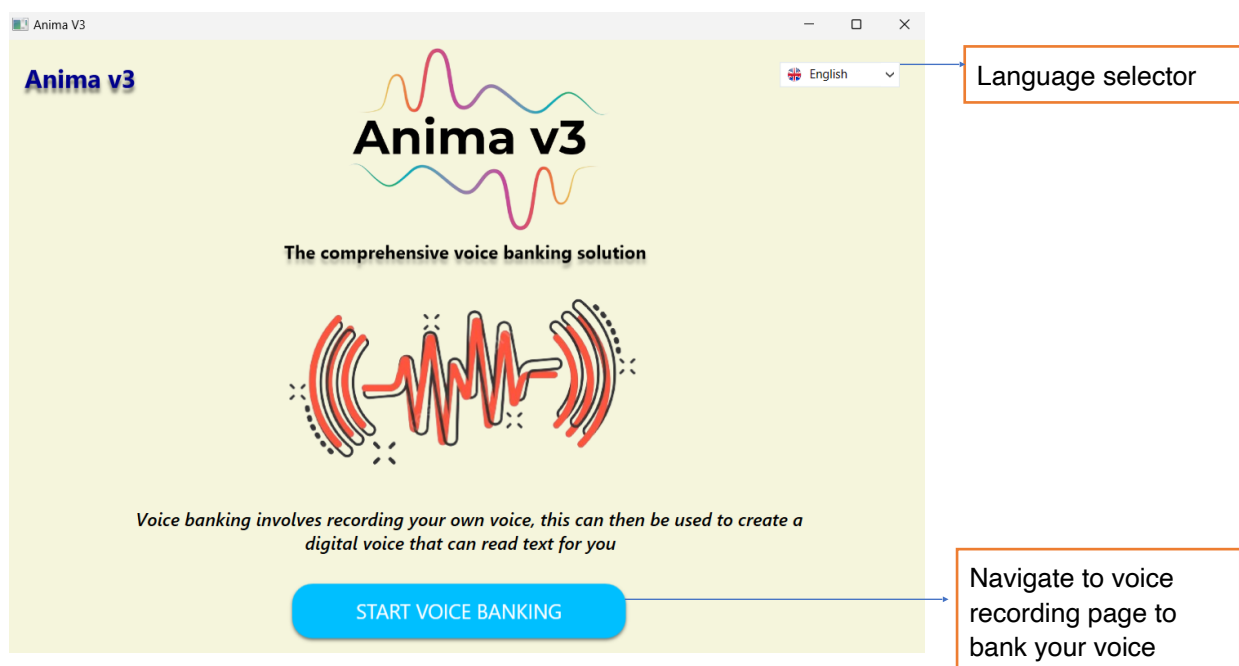 Anima V3
Anima v3
English
Language selector
Anima v3
The comprehensive voice banking solution
Voice banking involves recording your own voice, this can then be used to create a
digital voice that can read text for you
START VOICE BANKING
Navigate to voice
recording page to
bank your voice